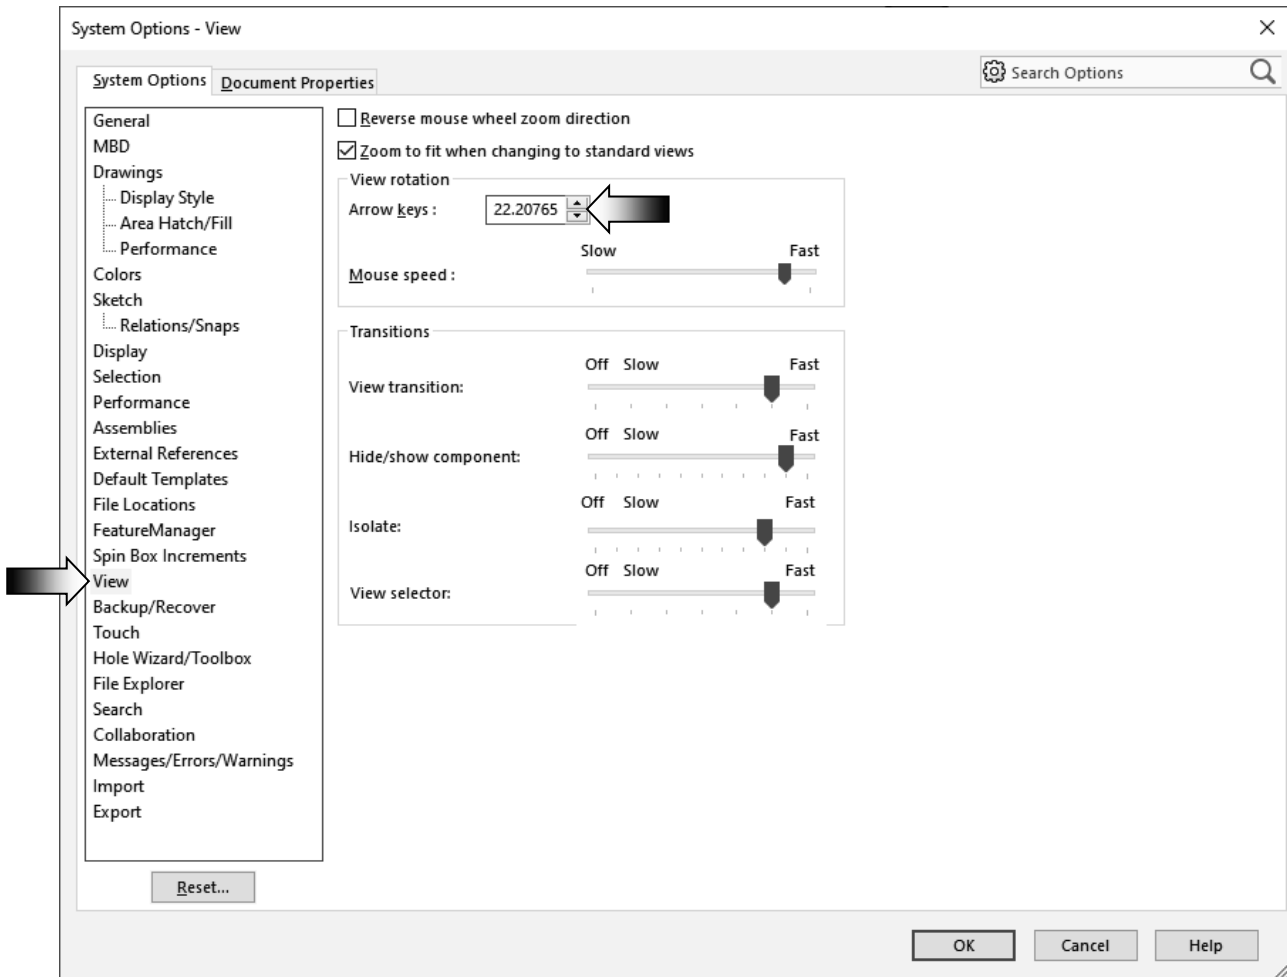 System Options - View
System Options
Document Properties
Search Options
General
MBD
Drawings
Display Style
Area Hatch/Fill
Performance
Colors
Sketch
Relations/Snaps
Display
Selection
Performance
Assemblies
External References
Default Templates
File Locations
FeatureManager
Spin Box Increments
View
Backup/Recover
Touch
Hole Wizard/Toolbox
File Explorer
Search
Collaboration
Messages/Errors/Warnings
Import
Export
Reset...
Reverse mouse wheel zoom direction
Zoom to fit when changing to standard views
View rotation
Arrow keys : 22.20765
Slow Fast
Mouse speed :
Transitions
Off Slow Fast
View transition:
Off Slow Fast
Hide/show component:
Off Slow Fast
Isolate:
Off Slow Fast
View selector:
OK Cancel Help